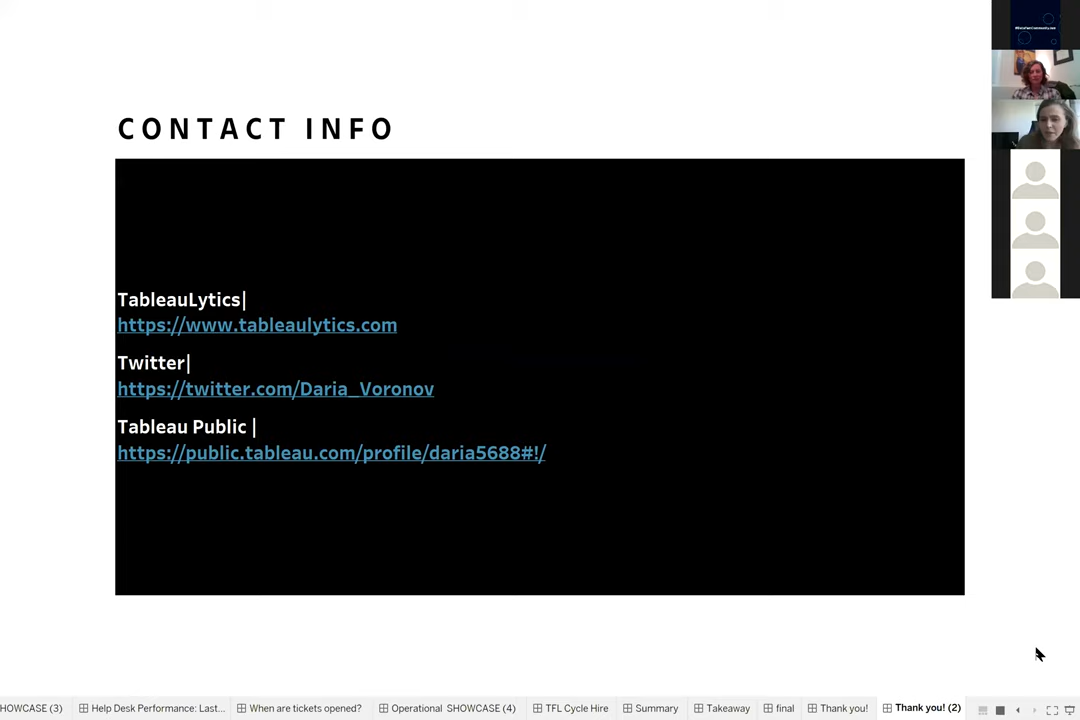 CONTACT INFO
TableauLytics|
https://www.tableaulytics.com
Twitter|
https://twitter.com/Daria_Voronov
Tableau Public |
https://public.tableau.com/profile/daria5688#!/
HOWCASE (3)
Help Desk Performance: Last...
When are tickets opened?
Operational SHOWCASE (4)
TFL Cycle Hire
Summary
Takeaway
final
Thank you!
Thank you! (2)